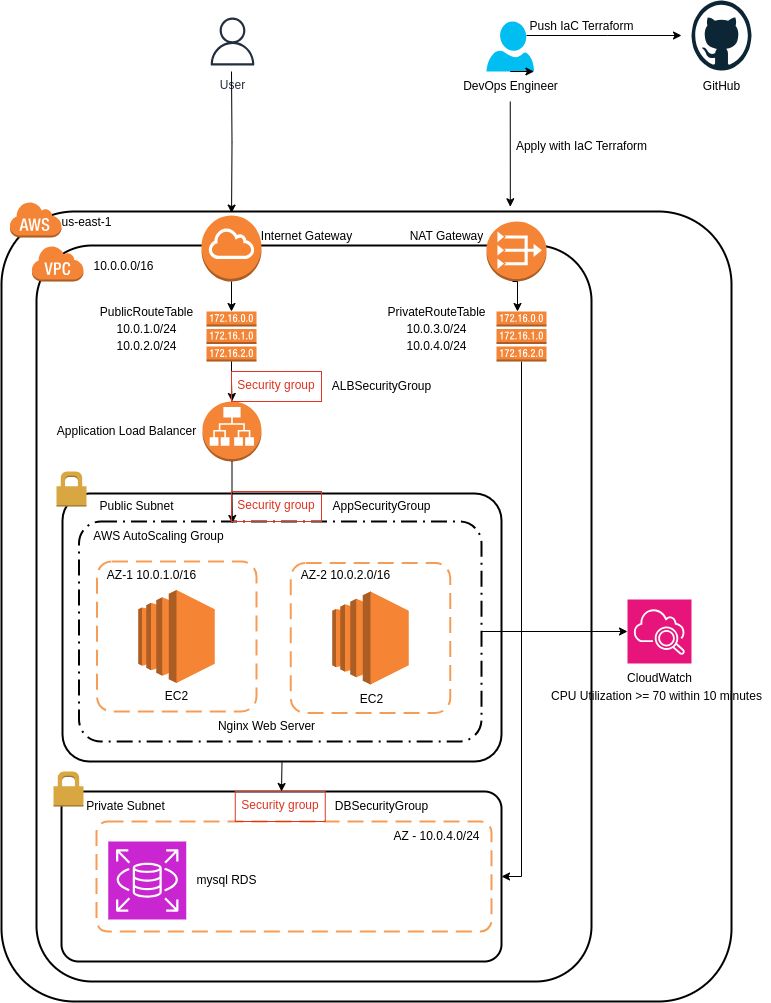 Push IaC Terraform
User
DevOps Engineer
GitHub
Apply with IaC Terraform
AWS
us-east-1
Internet Gateway
NAT Gateway
VPC
10.0.0.0/16
PublicRouteTable
10.0.1.0/24
10.0.2.0/24
172.16.0.0
172.16.1.0
172.16.2.0
PrivateRouteTable
10.0.3.0/24
10.0.4.0/24
172.16.0.0
172.16.1.0
172.16.2.0
Security group
ALBSecurityGroup
Application Load Balancer
Public Subnet
Security group
AppSecurityGroup
AWS AutoScaling Group
AZ-1 10.0.1.0/16
AZ-2 10.0.2.0/16
EC2
EC2
Nginx Web Server
CloudWatch
CPU Utilization >= 70 within 10 minutes
Private Subnet
Security group
DBSecurityGroup
AZ - 10.0.4.0/24
mysql RDS